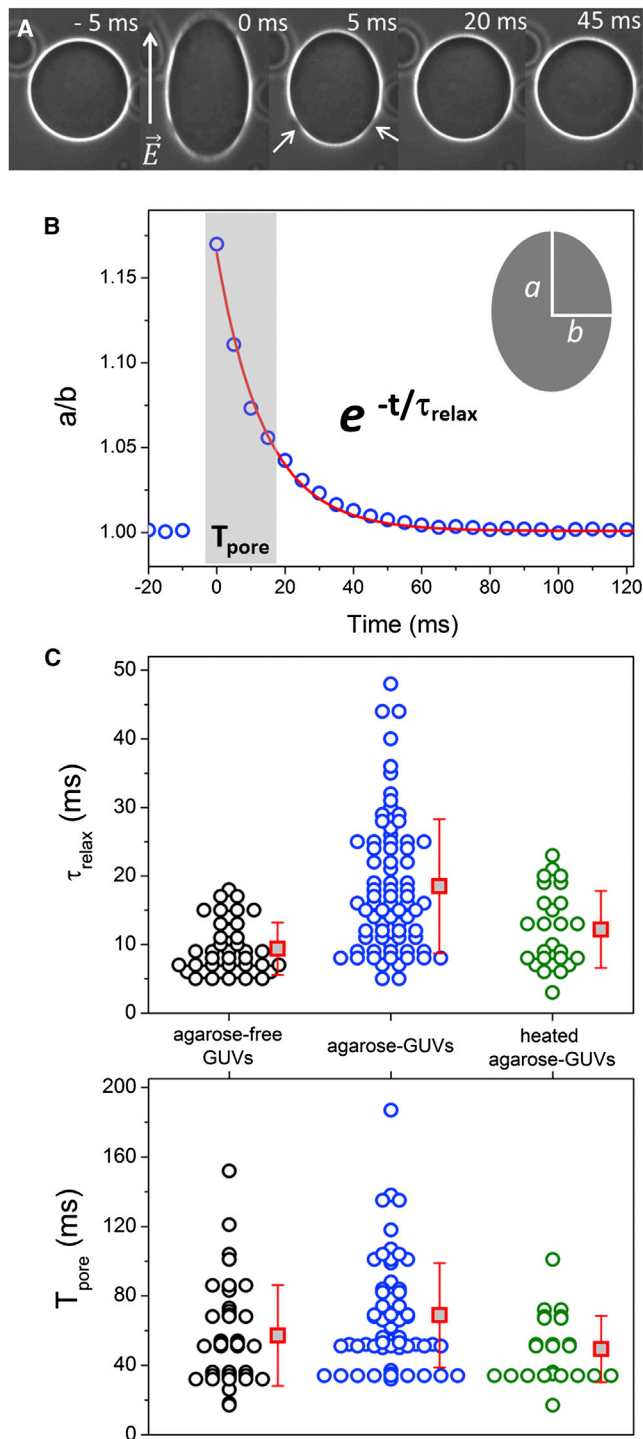 A
- 5 ms
0 ms
5 ms
20 ms
45 ms
E⃗
B
a/b
1.15
1.10
1.05
1.00
a
b
e -t/τrelax
Tpore
-20 0 20 40 60 80 100 120
Time (ms)
C
τrelax (ms)
50
40
30
20
10
0
agarose-free GUVs
agarose-GUVs
heated agarose-GUVs
Tpore (ms)
200
160
120
80
40
0